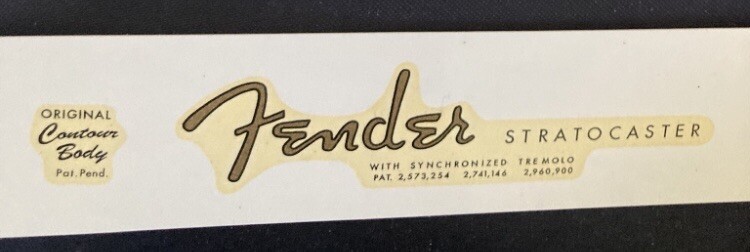 ORIGINAL
Contour
Body
Pat. Pend.
Fender STRATOCASTER
WITH SYNCHRONIZED TREMOLO
PAT. 2,573,254 2,741,146 2,960,900